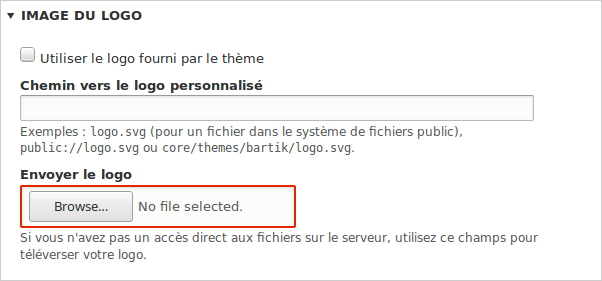 IMAGE DU LOGO
Utiliser le logo fourni par le thème
Chemin vers le logo personnalisé
Exemples : logo.svg (pour un fichier dans le système de fichiers public),
public://logo.svg ou core/themes/bartik/logo.svg.
Envoyer le logo
Browse... No file selected.
Si vous n'avez pas un accès direct aux fichiers sur le serveur, utilisez ce champs pour
téléverser votre logo.